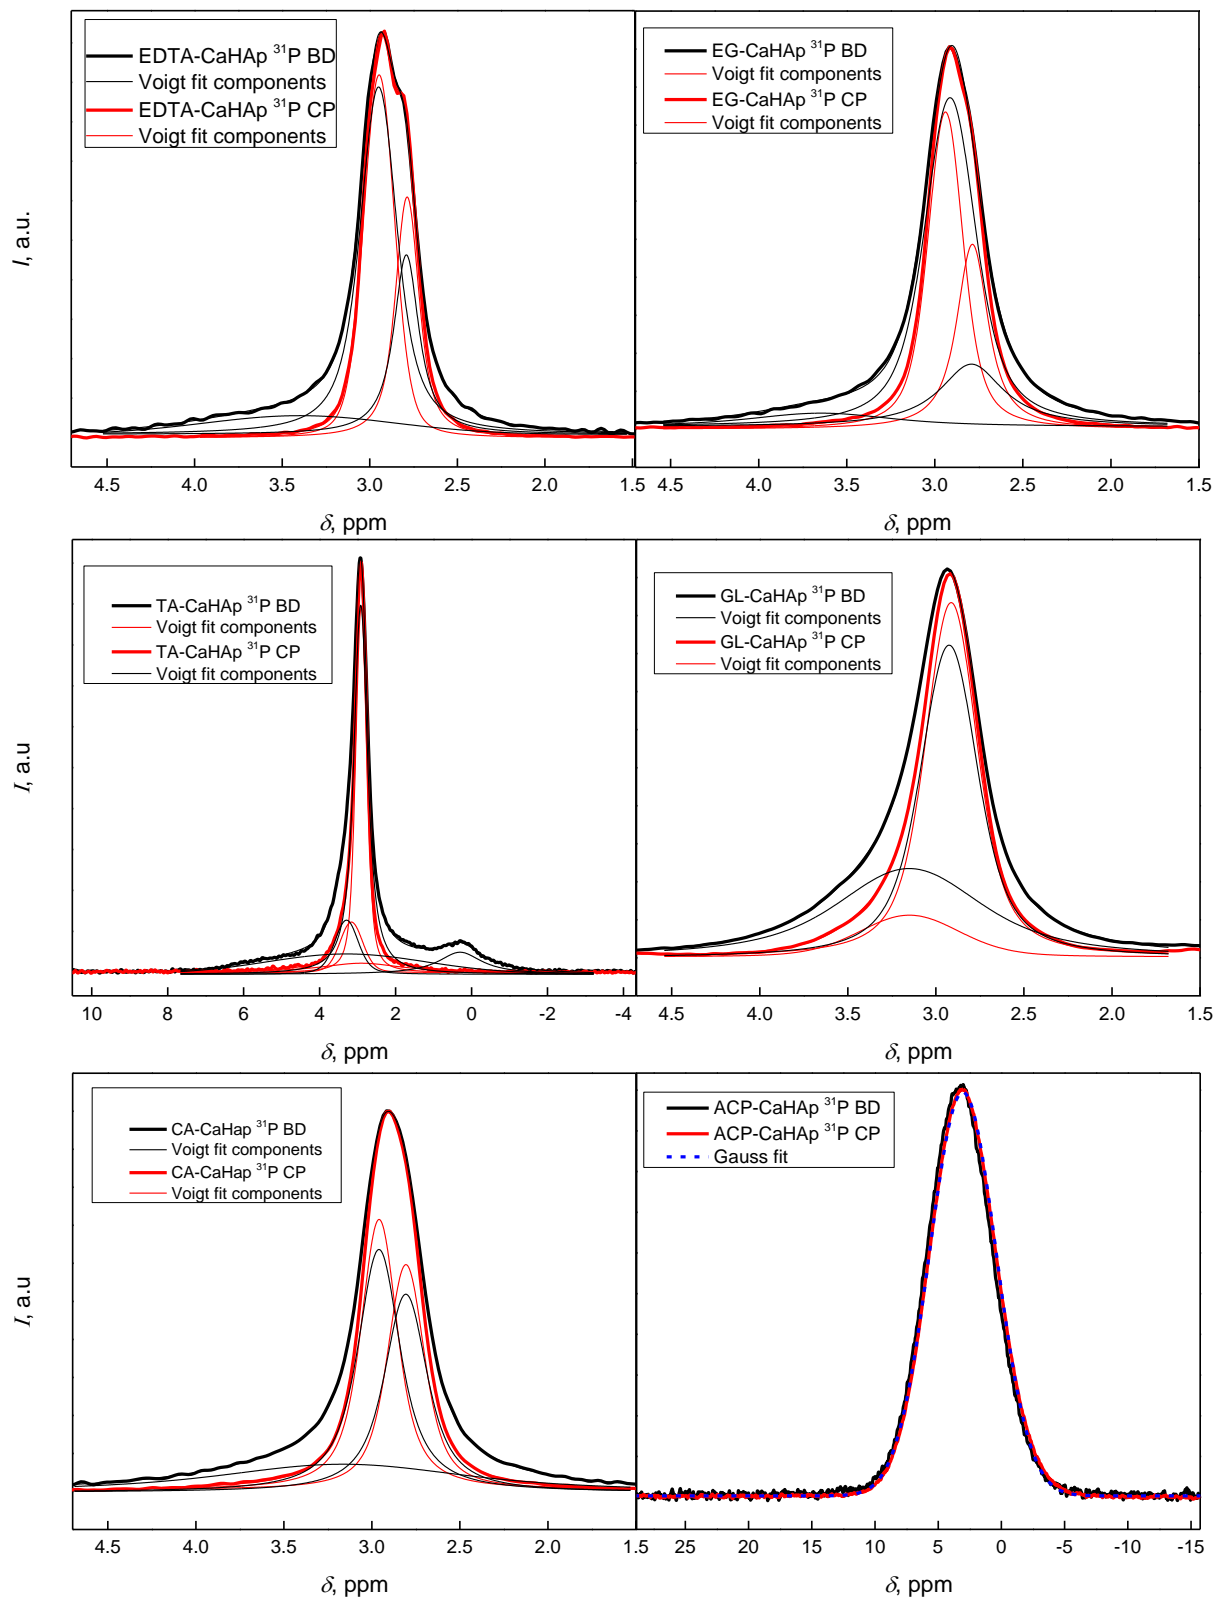 EDTA-CaHAp ³¹P BD
Voigt fit components
EDTA-CaHAp ³¹P CP
Voigt fit components
I, a.u.
4.5 4.0 3.5 3.0 2.5 2.0 1.5
δ, ppm
EG-CaHAp ³¹P BD
Voigt fit components
EG-CaHAp ³¹P CP
Voigt fit components
4.5 4.0 3.5 3.0 2.5 2.0 1.5
δ, ppm
TA-CaHAp ³¹P BD
Voigt fit components
TA-CaHAp ³¹P CP
Voigt fit components
I, a.u
10 8 6 4 2 0 -2 -4
δ, ppm
GL-CaHAp ³¹P BD
Voigt fit components
GL-CaHAp ³¹P CP
Voigt fit components
4.5 4.0 3.5 3.0 2.5 2.0 1.5
δ, ppm
CA-CaHap ³¹P BD
Voigt fit components
CA-CaHap ³¹P CP
Voigt fit components
I, a.u
4.5 4.0 3.5 3.0 2.5 2.0 1.5
δ, ppm
ACP-CaHAp ³¹P BD
ACP-CaHAp ³¹P CP
Gauss fit
25 20 15 10 5 0 -5 -10 -15
δ, ppm